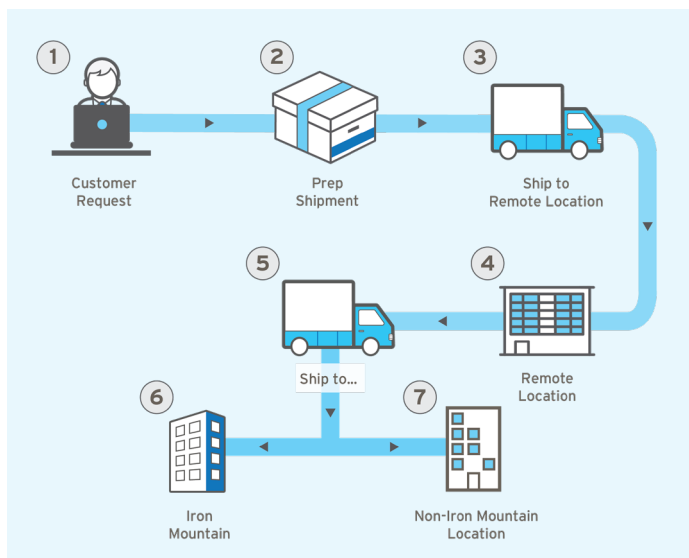 1
2
3
Customer
Request
Prep
Shipment
Ship to
Remote Location
5
4
Ship to...
Remote
Location
6
7
Iron
Mountain
Non-Iron Mountain
Location